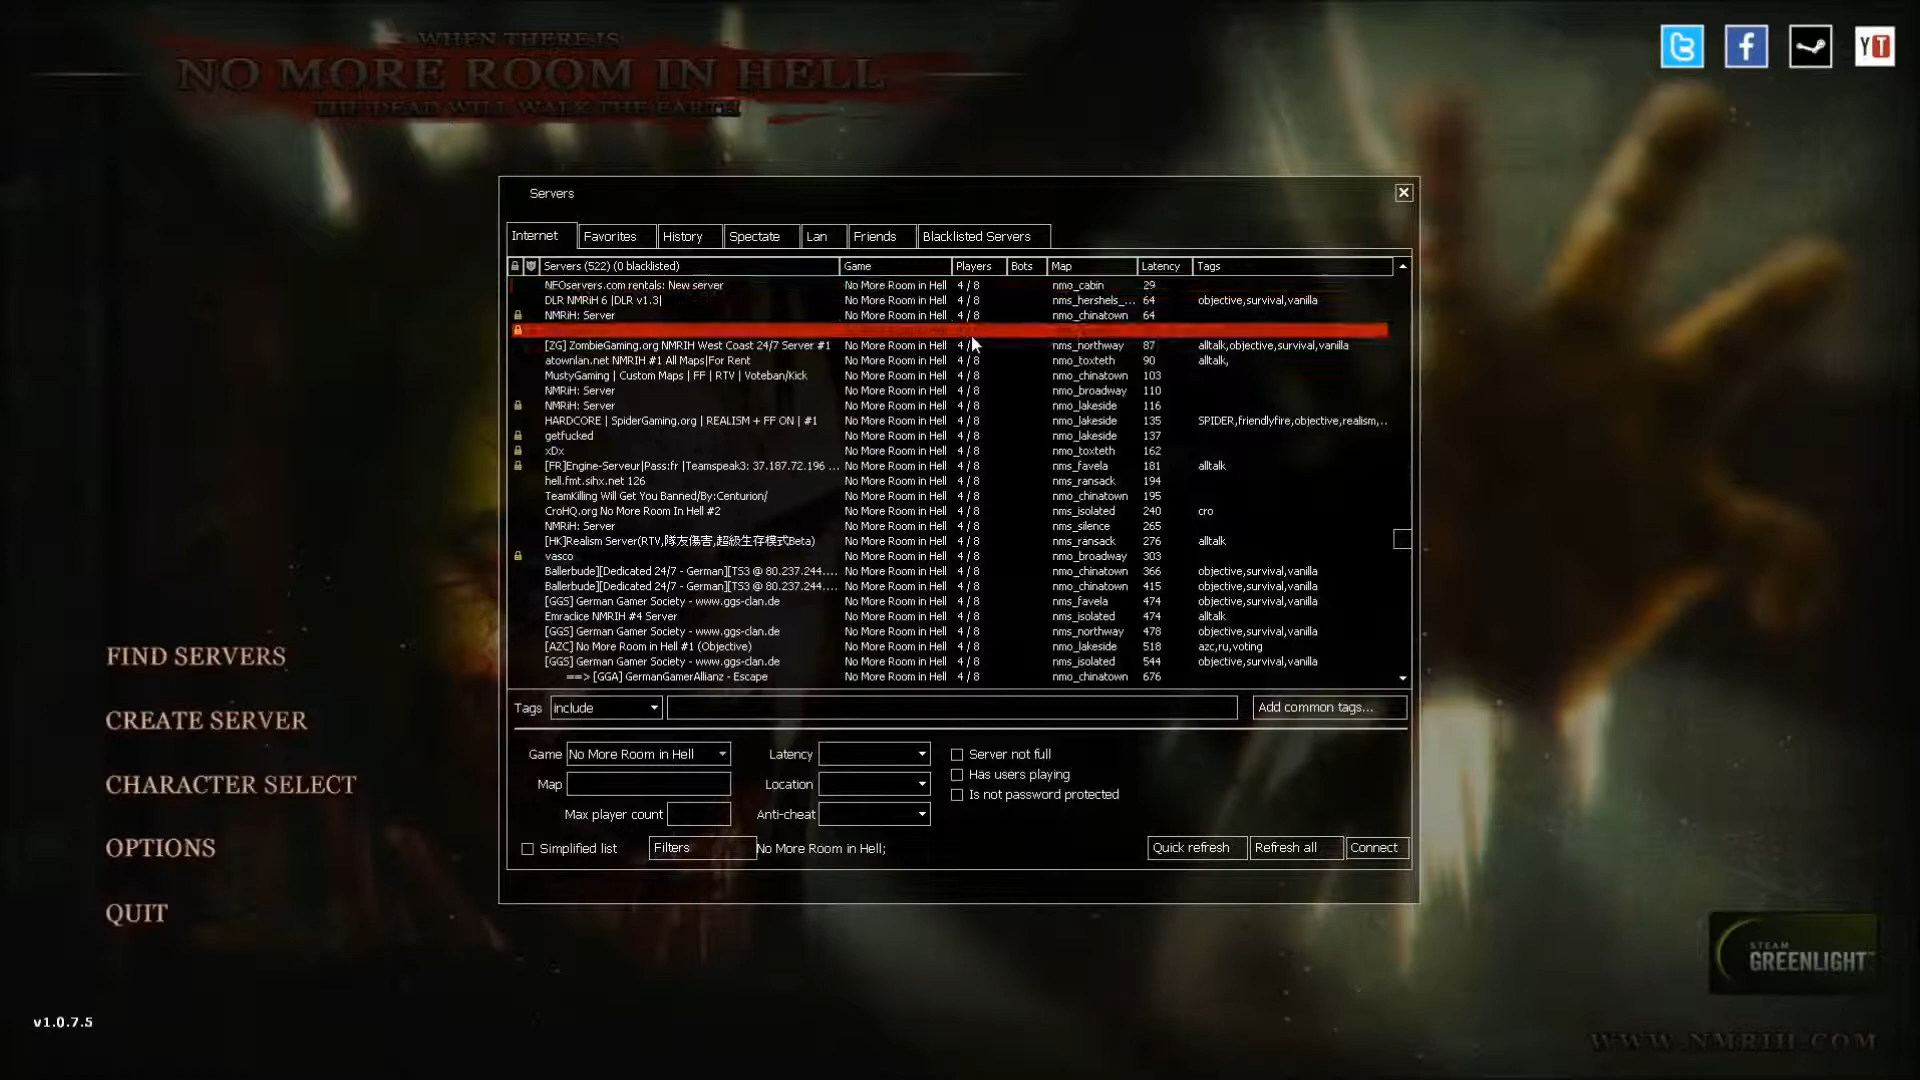 WHEN THERE IS
NO MORE ROOM IN HELL
THE DEAD WILL WALK THE EARTH
YT
Servers
Internet Favorites History Spectate Lan Friends Blacklisted Servers
Servers (522) (0 blacklisted) Game Players Bots Map Latency Tags
NEOservers.com rentals: New server No More Room in Hell 4 / 8 nmo_cabin 29
DLR NMRiH 6 |DLR v1.3| No More Room in Hell 4 / 8 nms_hershels_... 64 objective,survival,vanilla
NMRiH: Server No More Room in Hell 4 / 8 nmo_chinatown 64
[ZG] ZombieGaming.org NMRIH West Coast 24/7 Server #1 No More Room in Hell 4 / nms_northway 87 alltalk,objective,survival,vanilla
atownlan.net NMRIH #1 All Maps|For Rent No More Room in Hell 4 / 8 nmo_toxteth 90 alltalk,
MustyGaming | Custom Maps | FF | RTV | Voteban/Kick No More Room in Hell 4 / 8 nmo_chinatown 103
NMRiH: Server No More Room in Hell 4 / 8 nmo_broadway 110
NMRiH: Server No More Room in Hell 4 / 8 nmo_lakeside 116
HARDCORE | SpiderGaming.org | REALISM + FF ON | #1 No More Room in Hell 4 / 8 nmo_lakeside 135 SPIDER,friendlyfire,objective,realism,..
getfucked No More Room in Hell 4 / 8 nmo_lakeside 137
xDx No More Room in Hell 4 / 8 nmo_toxteth 162
[FR]Engine-Serveur|Pass:fr |Teamspeak3: 37.187.72.196 ... No More Room in Hell 4 / 8 nms_favela 181 alltalk
hell.fmt.sihx.net 126 No More Room in Hell 4 / 8 nms_ransack 194
TeamKilling Will Get You Banned/By:Centurion/ No More Room in Hell 4 / 8 nmo_chinatown 195
CroHQ.org No More Room In Hell #2 No More Room in Hell 4 / 8 nms_isolated 240 cro
NMRiH: Server No More Room in Hell 4 / 8 nms_silence 265
[HK]Realism Server(RTV,隊友傷害,超級生存模式Beta) No More Room in Hell 4 / 8 nms_ransack 276 alltalk
vasco No More Room in Hell 4 / 8 nmo_broadway 303
Ballerbude][Dedicated 24/7 - German][TS3 @ 80.237.244.... No More Room in Hell 4 / 8 nmo_chinatown 366 objective,survival,vanilla
Ballerbude][Dedicated 24/7 - German][TS3 @ 80.237.244.... No More Room in Hell 4 / 8 nmo_chinatown 415 objective,survival,vanilla
[GGS] German Gamer Society - www.ggs-clan.de No More Room in Hell 4 / 8 nms_favela 474 objective,survival,vanilla
Emraclice NMRIH #4 Server No More Room in Hell 4 / 8 nms_isolated 474 alltalk
[GGS] German Gamer Society - www.ggs-clan.de No More Room in Hell 4 / 8 nms_northway 478 objective,survival,vanilla
[AZC] No More Room in Hell #1 (Objective) No More Room in Hell 4 / 8 nmo_lakeside 518 azc,ru,voting
[GGS] German Gamer Society - www.ggs-clan.de No More Room in Hell 4 / 8 nms_isolated 544 objective,survival,vanilla
==> [GGA] GermanGamerAllianz - Escape No More Room in Hell 4 / 8 nmo_chinatown 676
Tags include Add common tags...
Game No More Room in Hell Latency Server not full
Map Location Has users playing
Is not password protected
Max player count Anti-cheat
Simplified list Filters No More Room in Hell; Quick refresh Refresh all Connect
FIND SERVERS
CREATE SERVER
CHARACTER SELECT
OPTIONS
QUIT
STEAM
GREENLIGHT
v1.0.7.5
WWW.NMRIH.COM